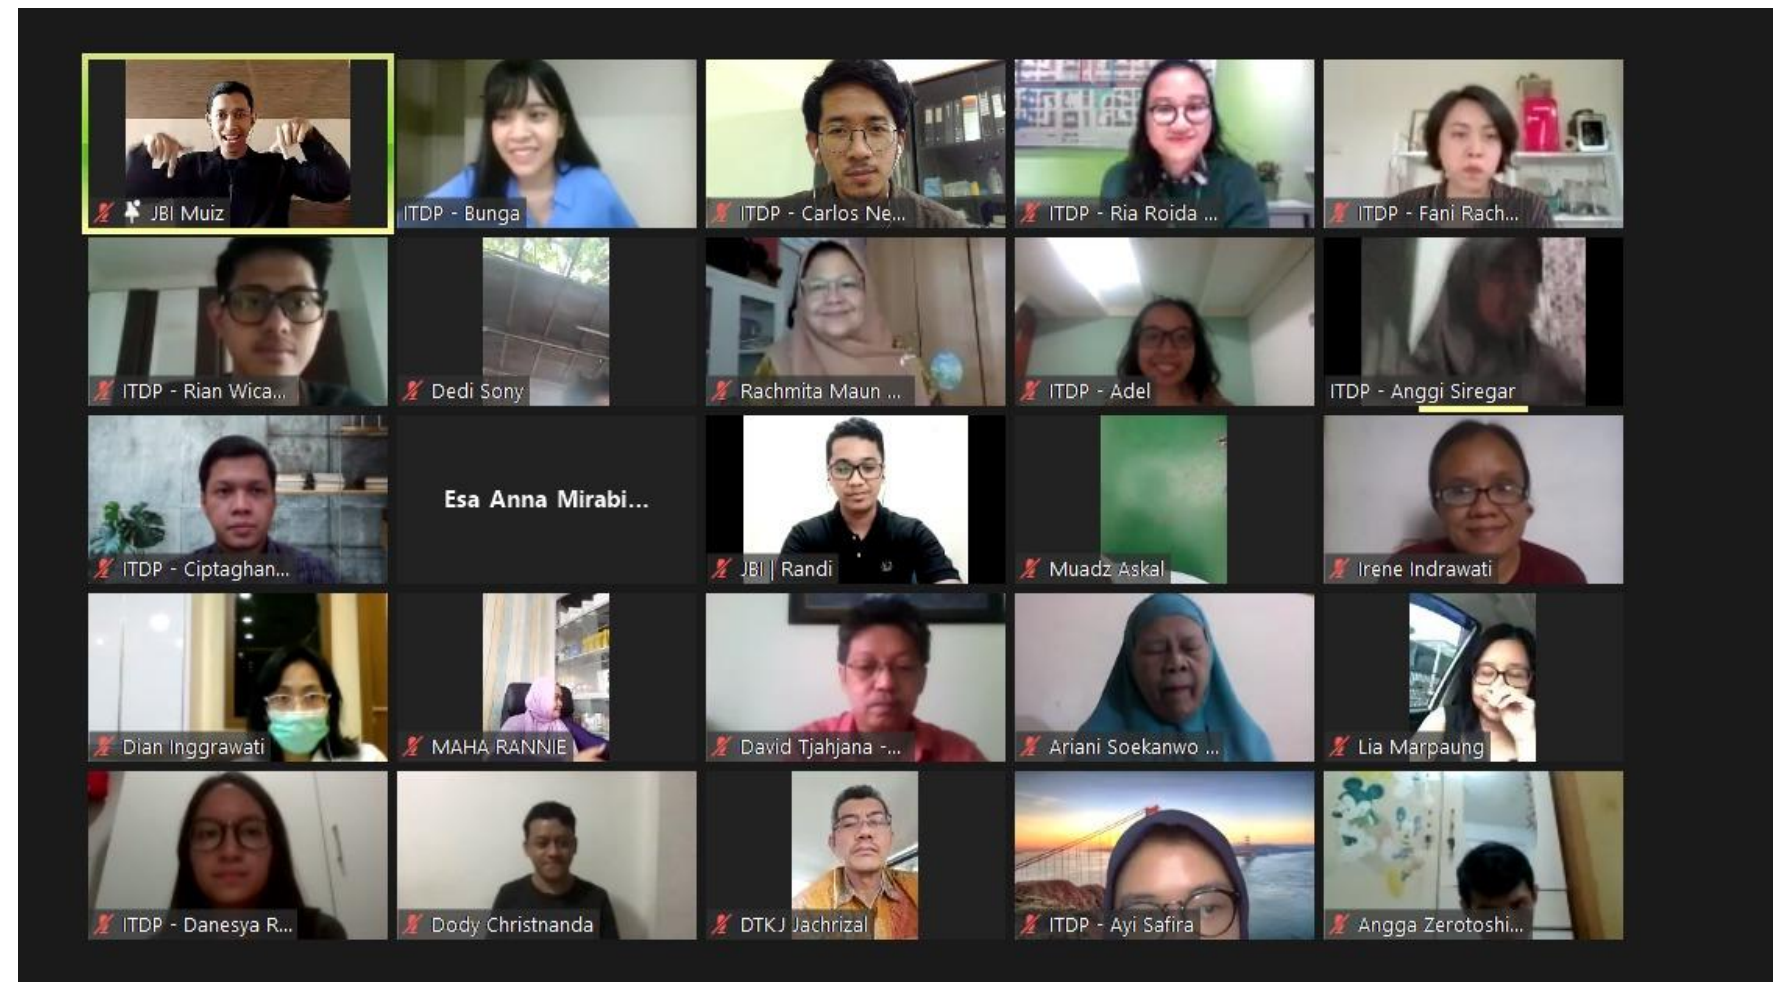 JBI Muiz
ITDP - Bunga
ITDP - Carlos Ne...
ITDP - Ria Roida ...
ITDP - Fani Rach...
ITDP - Rian Wica...
Dedi Sony
Rachmita Maun ...
ITDP - Adel
ITDP - Anggi Siregar
ITDP - Ciptaghan...
Esa Anna Mirabi...
JBI | Randi
Muadz Askal
Irene Indrawati
Dian Inggrawati
MAHA RANNIE
David Tjahjana -...
Ariani Soekanwo ...
Lia Marpaung
ITDP - Danesya R...
Dody Christnanda
DTKJ Jachrizal
ITDP - Ayi Safira
Angga Zerotoshi...